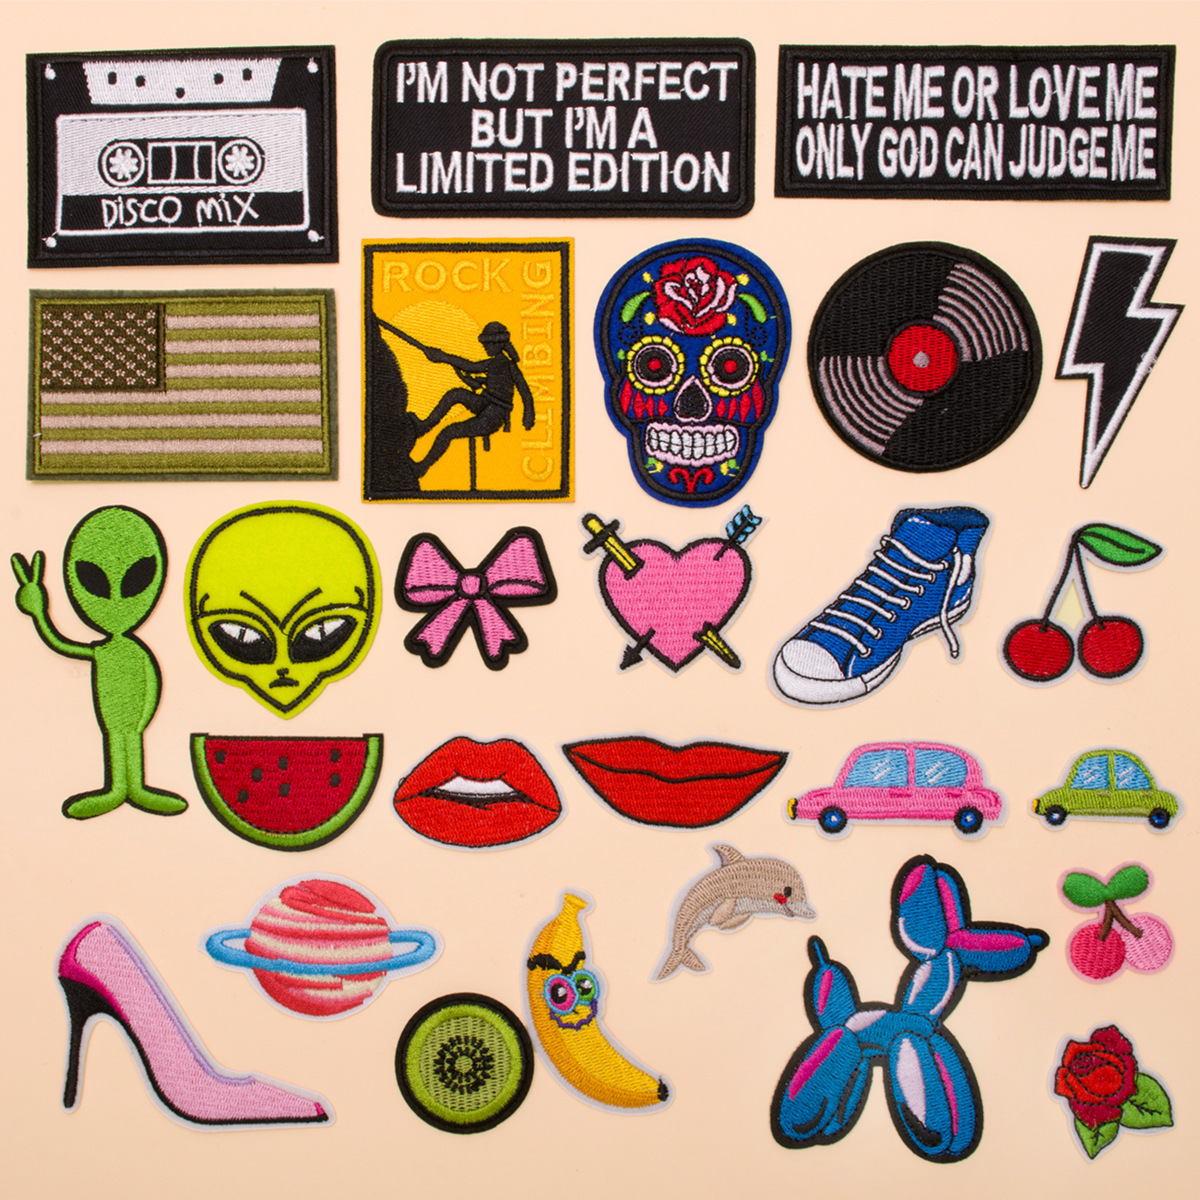 DiSCO MiX
I'M NOT PERFECT
BUT I'M A
LIMITED EDITION
HATE ME OR LOVE ME
ONLY GOD CAN JUDGE ME
ROCK
CLIMBING